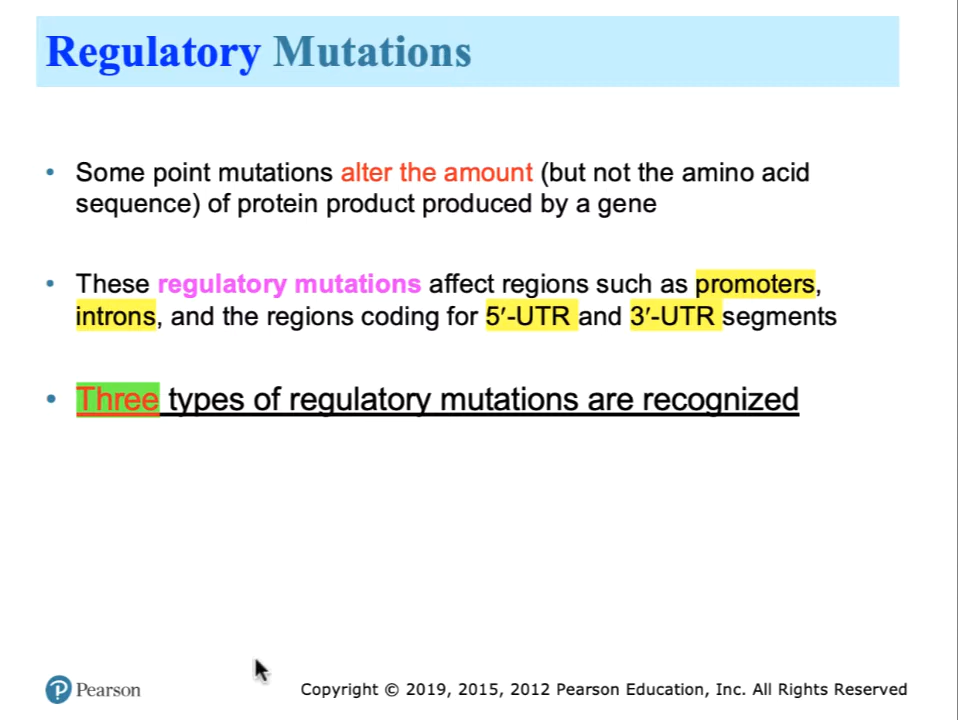 Regulatory Mutations
• Some point mutations alter the amount (but not the amino acid
sequence) of protein product produced by a gene
• These regulatory mutations affect regions such as promoters,
introns, and the regions coding for 5′-UTR and 3′-UTR segments
• Three types of regulatory mutations are recognized
Pearson
Copyright © 2019, 2015, 2012 Pearson Education, Inc. All Rights Reserved